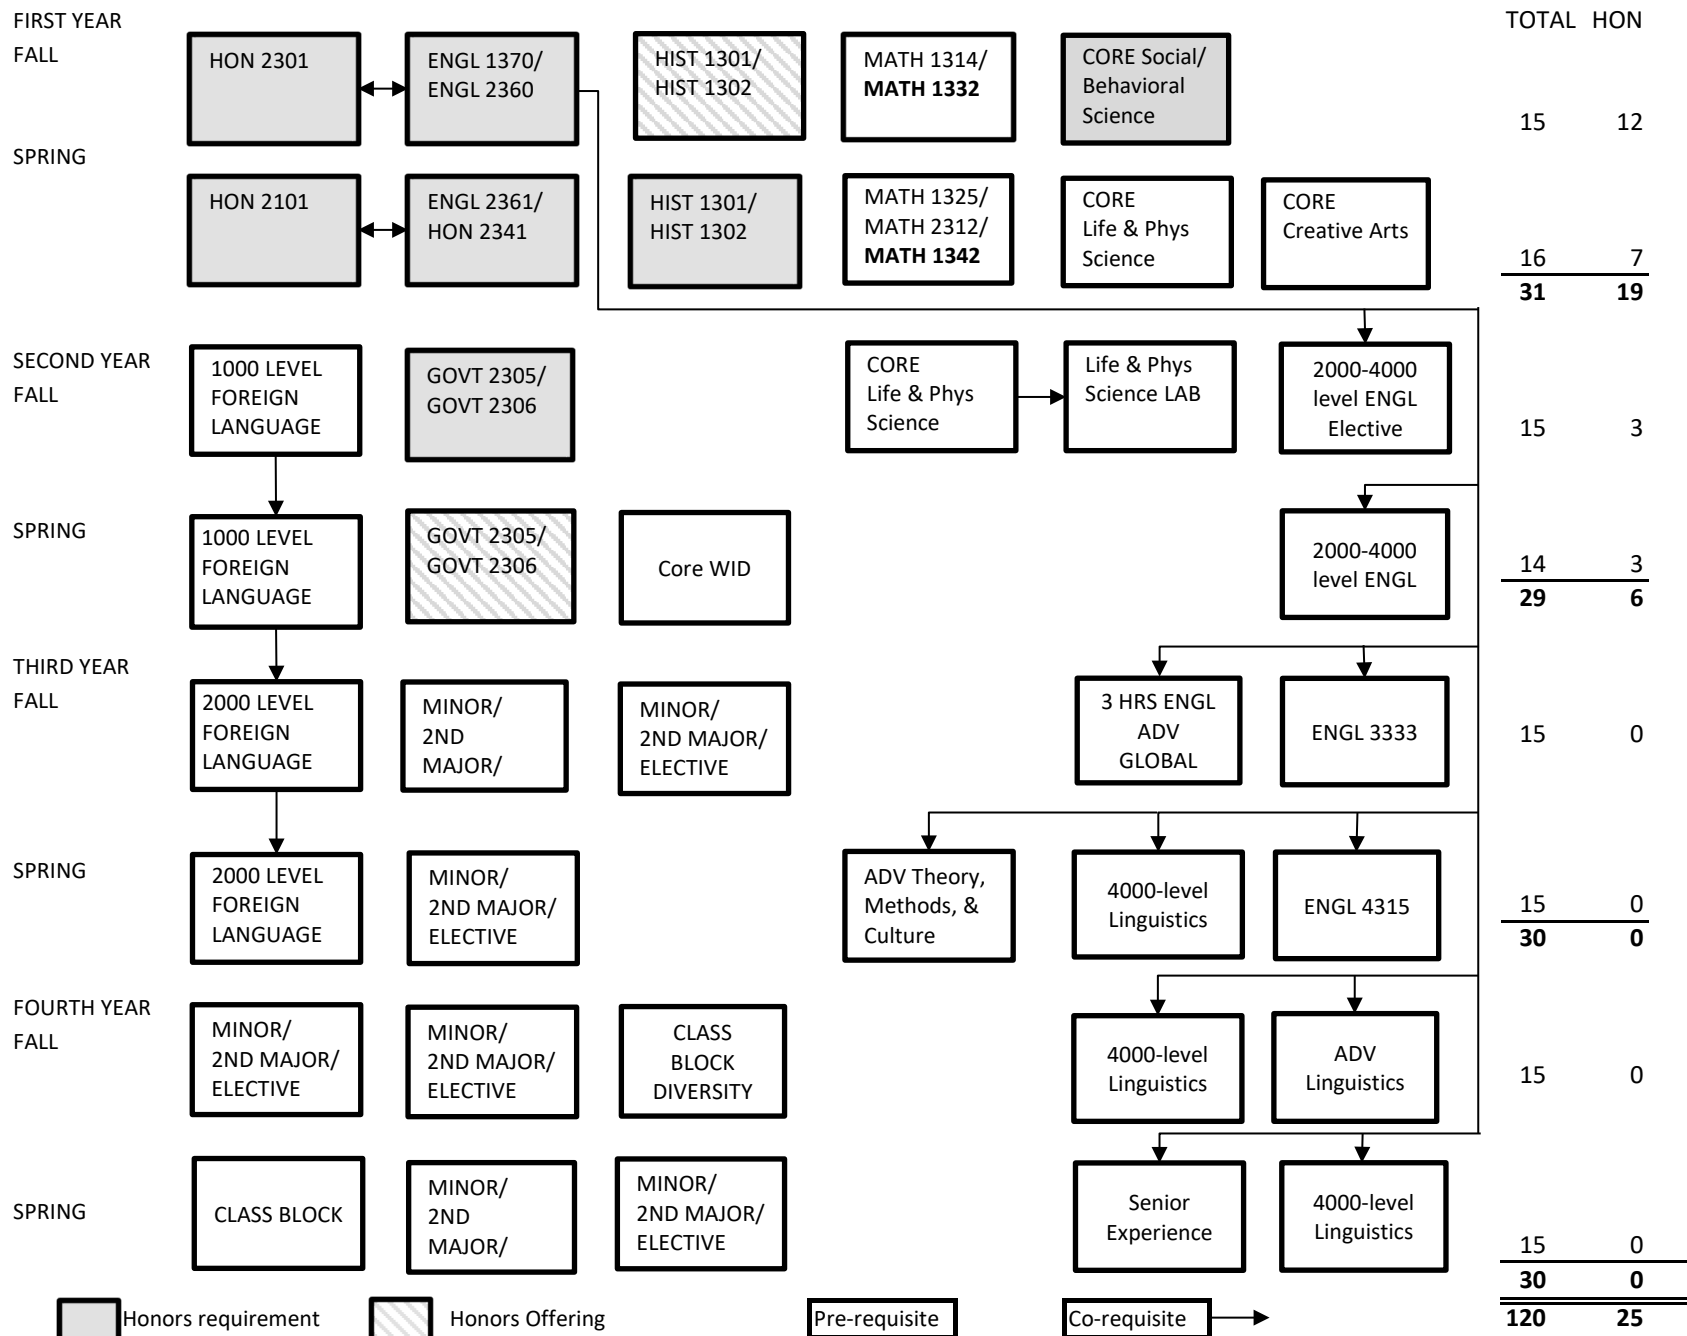 FIRST YEAR
TOTAL HON
FALL
HON 2301
ENGL 1370/
ENGL 2360
HIST 1301/
HIST 1302
MATH 1314/
MATH 1332
CORE Social/
Behavioral
Science
15 12
SPRING
HON 2101
ENGL 2361/
HON 2341
HIST 1301/
HIST 1302
MATH 1325/
MATH 2312/
MATH 1342
CORE
Life & Phys
Science
CORE
Creative Arts
16 7
31 19
SECOND YEAR
FALL
1000 LEVEL
FOREIGN
LANGUAGE
GOVT 2305/
GOVT 2306
CORE
Life & Phys
Science
Life & Phys
Science LAB
2000-4000
level ENGL
Elective
15 3
SPRING
1000 LEVEL
FOREIGN
LANGUAGE
GOVT 2305/
GOVT 2306
Core WID
2000-4000
level ENGL
14 3
29 6
THIRD YEAR
FALL
2000 LEVEL
FOREIGN
LANGUAGE
MINOR/
2ND
MAJOR/
MINOR/
2ND MAJOR/
ELECTIVE
3 HRS ENGL
ADV
GLOBAL
ENGL 3333
15 0
SPRING
2000 LEVEL
FOREIGN
LANGUAGE
MINOR/
2ND MAJOR/
ELECTIVE
ADV Theory,
Methods, &
Culture
4000-level
Linguistics
ENGL 4315
15 0
30 0
FOURTH YEAR
FALL
MINOR/
2ND MAJOR/
ELECTIVE
MINOR/
2ND MAJOR/
ELECTIVE
CLASS
BLOCK
DIVERSITY
4000-level
Linguistics
ADV
Linguistics
15 0
SPRING
CLASS BLOCK
MINOR/
2ND
MAJOR/
MINOR/
2ND MAJOR/
ELECTIVE
Senior
Experience
4000-level
Linguistics
15 0
30 0
120 25
Honors requirement
Honors Offering
Pre-requisite
Co-requisite